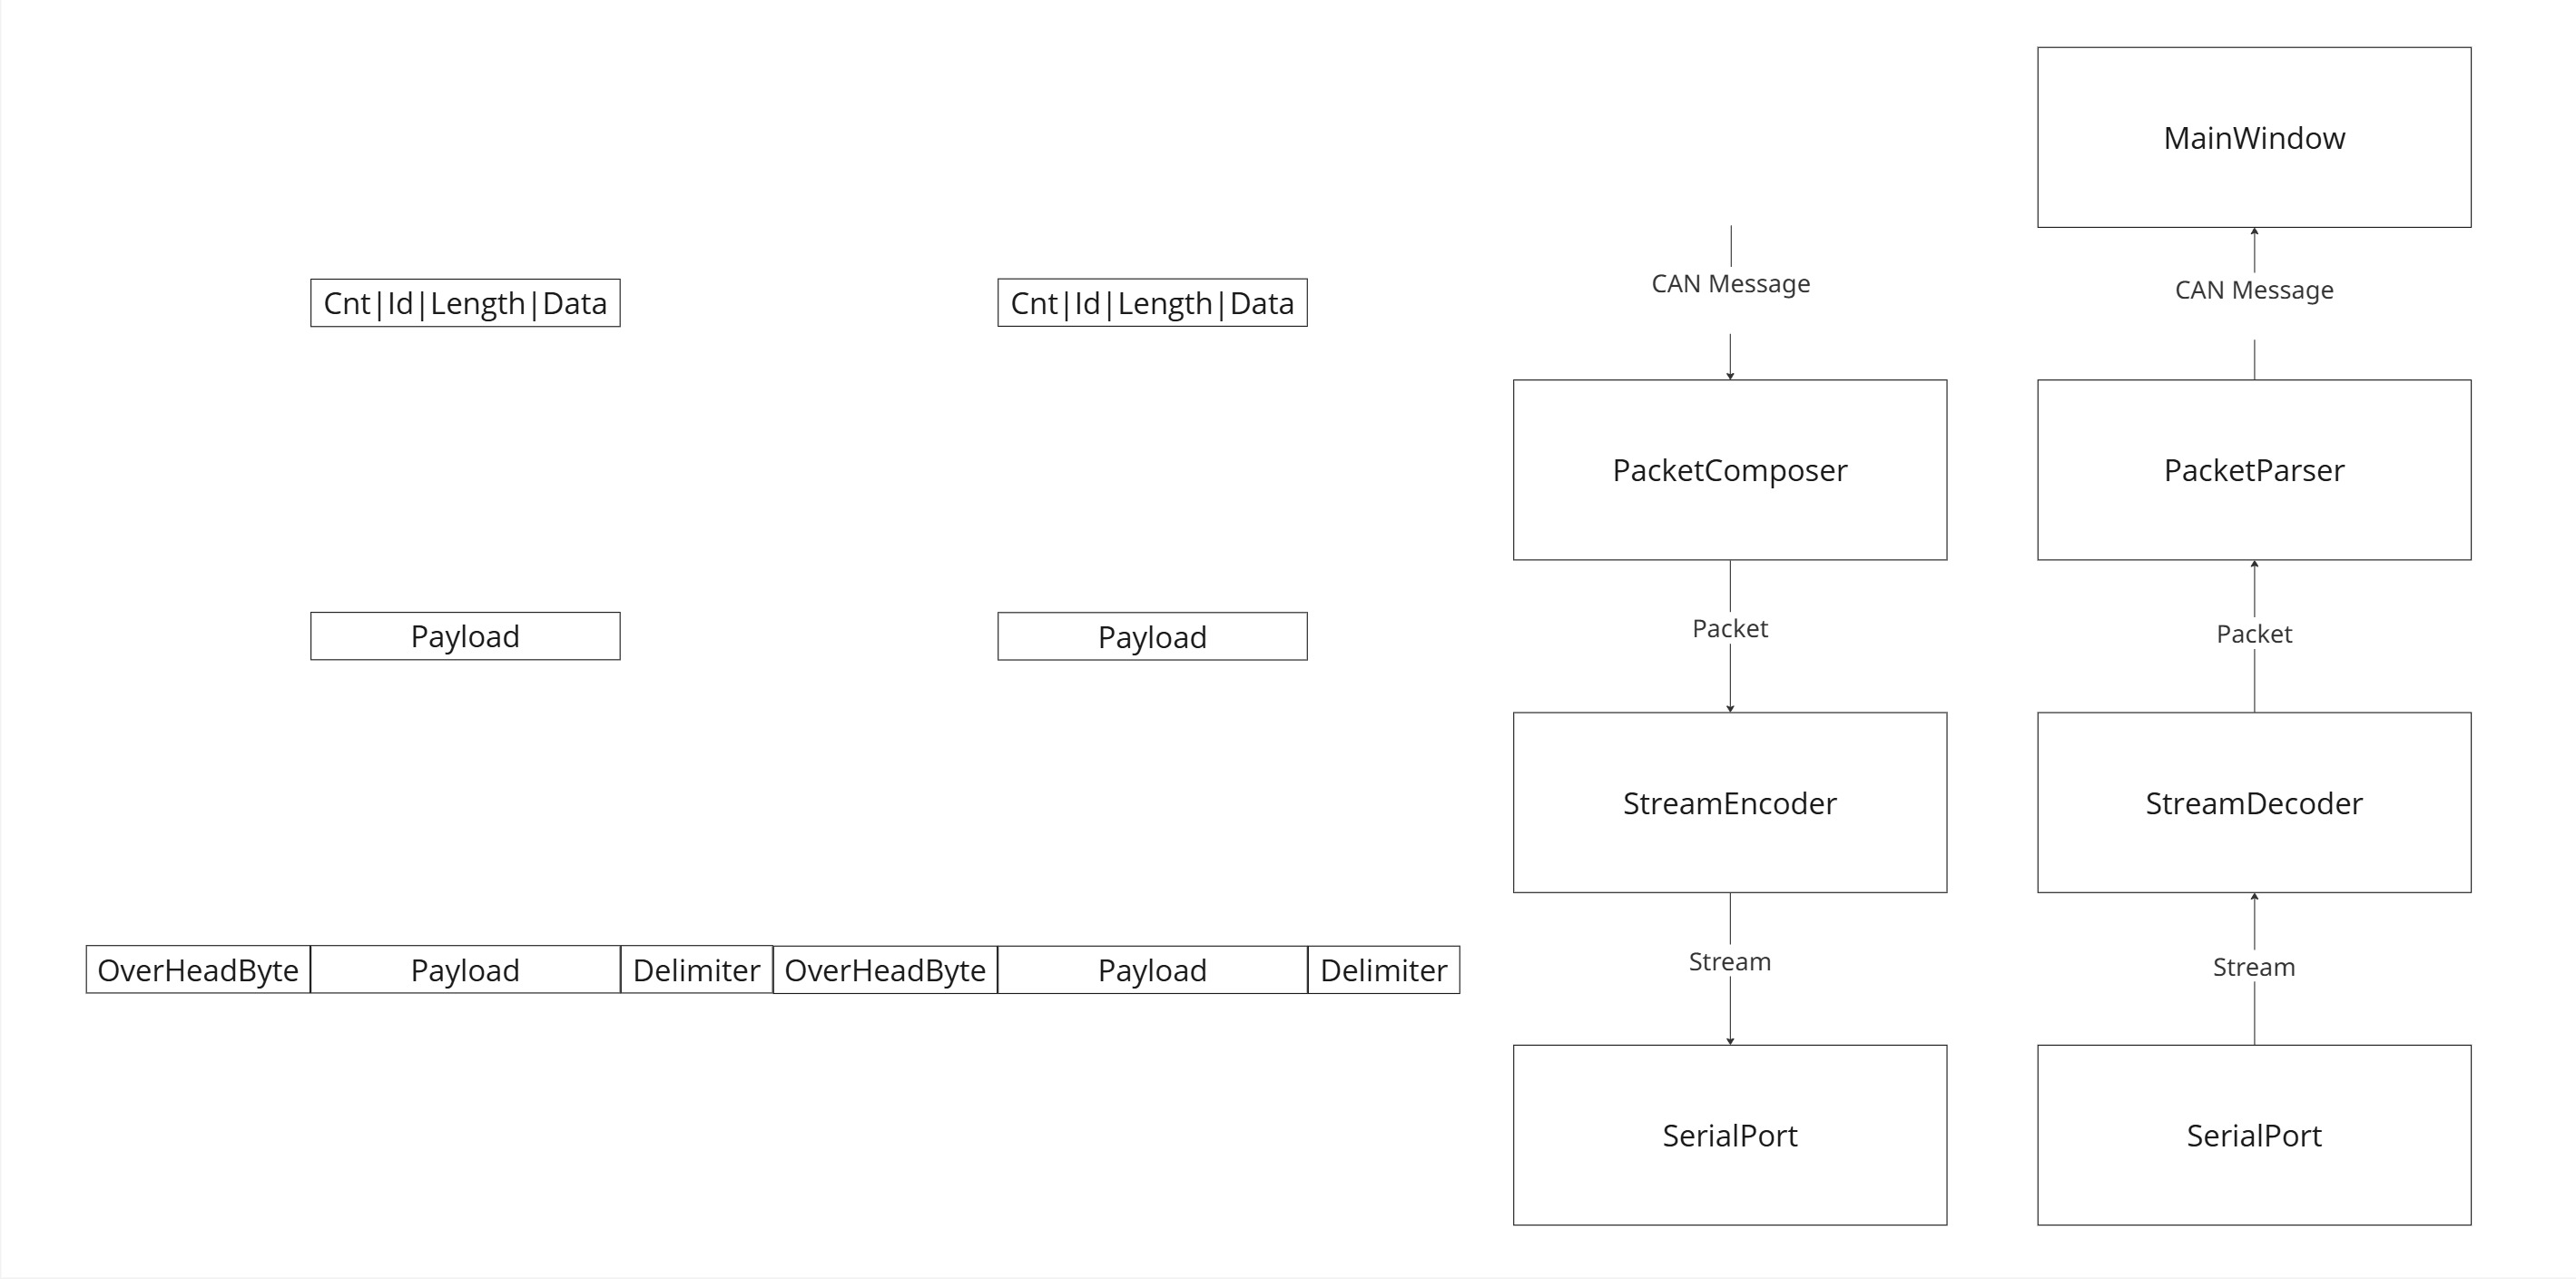 MainWindow
CAN Message
CAN Message
Cnt|Id|Length|Data
Cnt|Id|Length|Data
PacketComposer
PacketParser
Payload
Payload
Packet
Packet
StreamEncoder
StreamDecoder
OverHeadByte
Payload
Delimiter
OverHeadByte
Payload
Delimiter
Stream
Stream
SerialPort
SerialPort